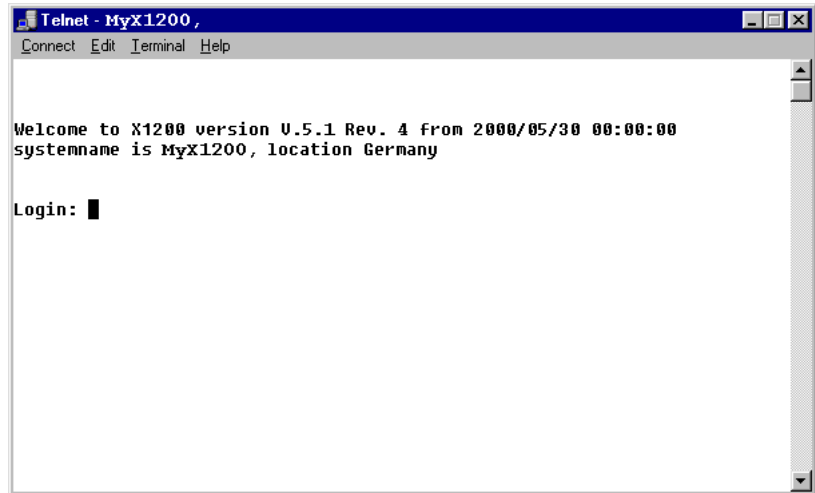 Telnet - MyX1200,
Connect Edit Terminal Help
Welcome to X1200 version V.5.1 Rev. 4 from 2000/05/30 00:00:00
systemname is MyX1200, location Germany
Login: